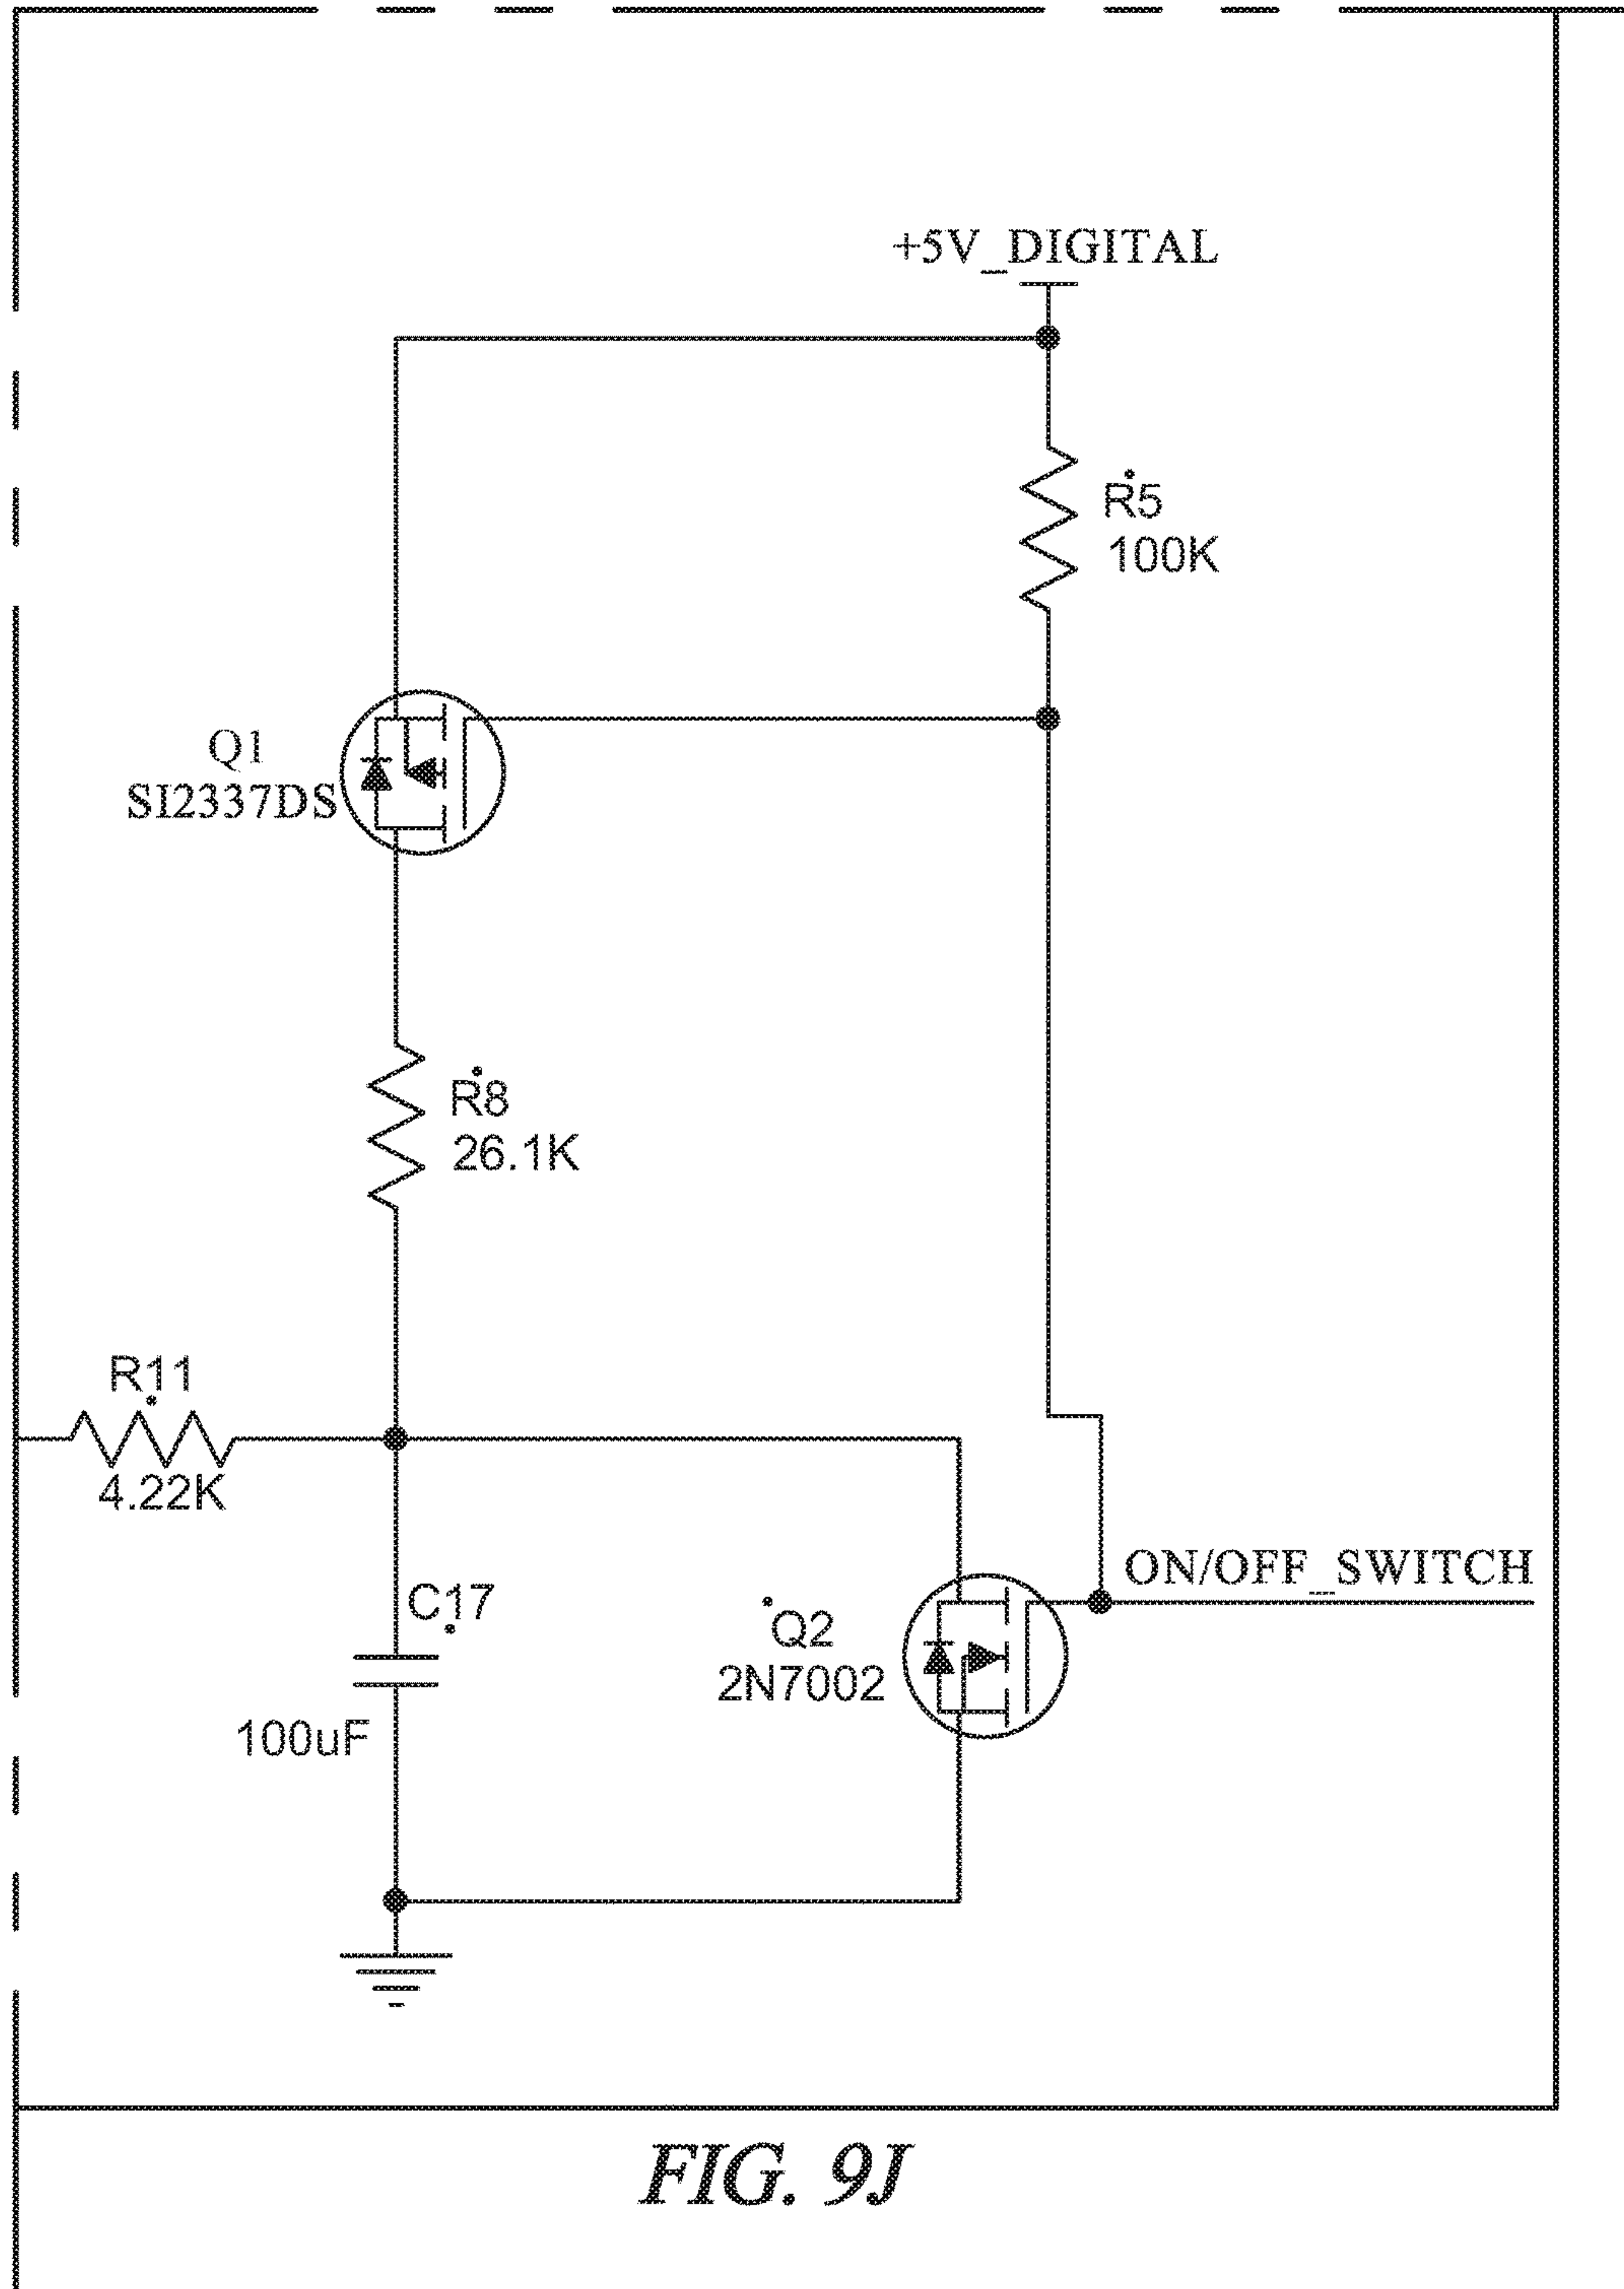 +5V_DIGITAL
R5
100K
Q1
SI2337DS
R8
26.1K
R11
4.22K
C17
100uF
Q2
2N7002
ON/OFF_SWITCH
FIG. 9J